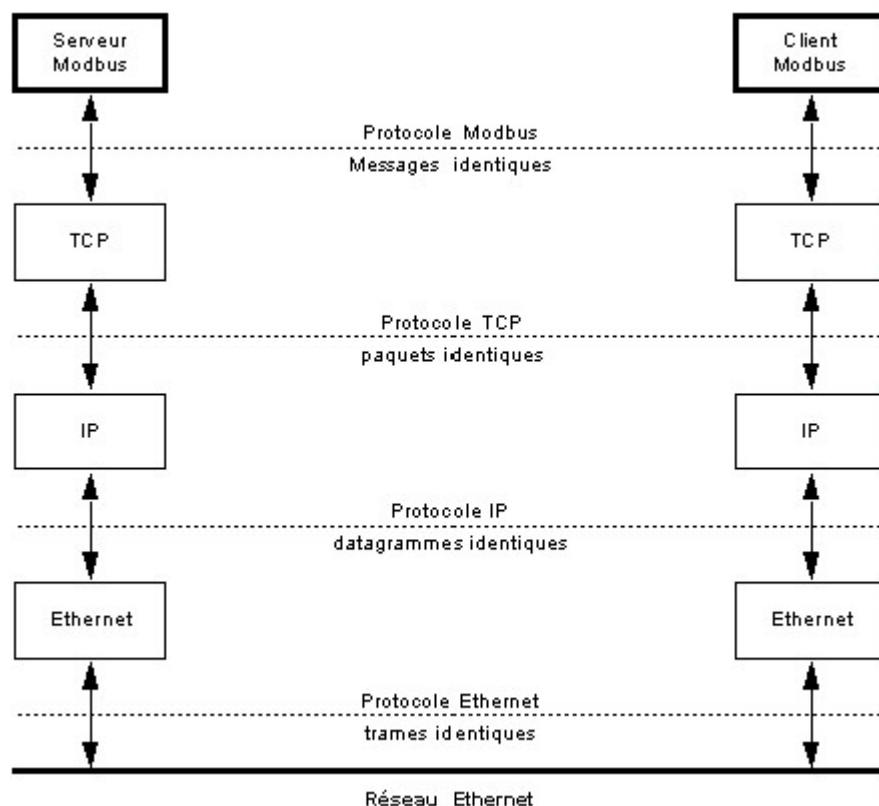 Serveur
Modbus
Client
Modbus
Protocole Modbus
Messages identiques
TCP
TCP
Protocole TCP
paquets identiques
IP
IP
Protocole IP
datagrammes identiques
Ethernet
Ethernet
Protocole Ethernet
trames identiques
Réseau Ethernet